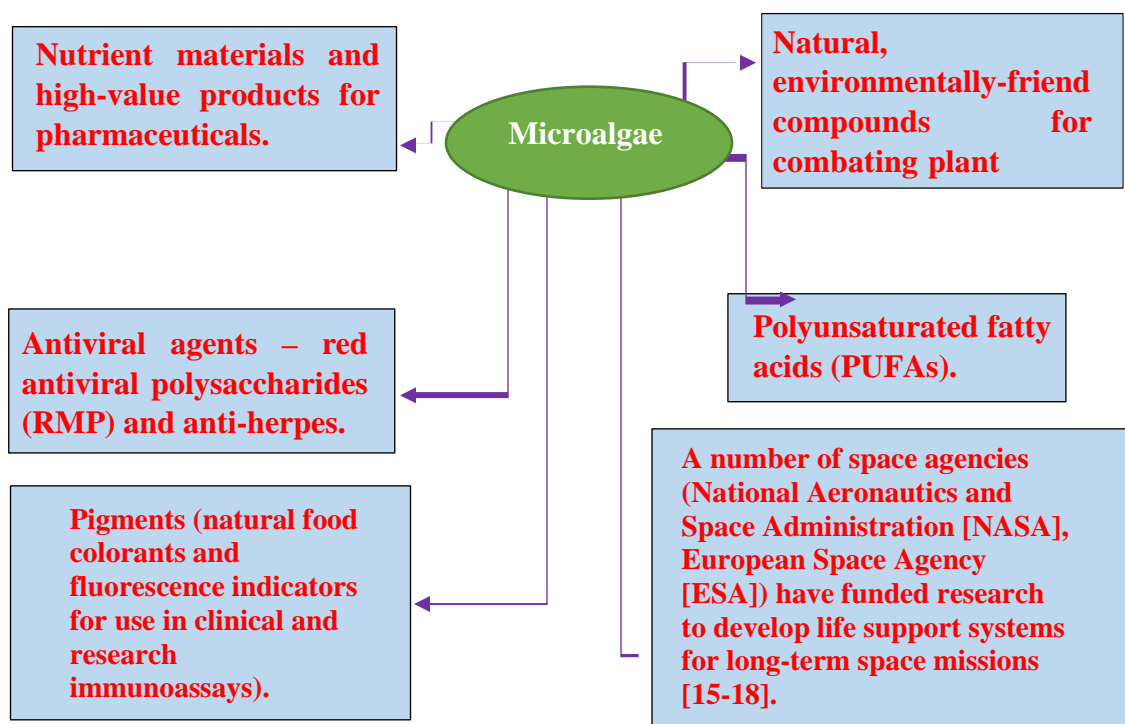 Nutrient materials and
high-value products for
pharmaceuticals.
Microalgae
Natural,
environmentally-friend
compounds for
combating plant
Antiviral agents – red
antiviral polysaccharides
(RMP) and anti-herpes.
Polyunsaturated fatty
acids (PUFAs).
Pigments (natural food
colorants and
fluorescence indicators
for use in clinical and
research
immunoassays).
A number of space agencies
(National Aeronautics and
Space Administration [NASA],
European Space Agency
[ESA]) have funded research
to develop life support systems
for long-term space missions
[15-18].